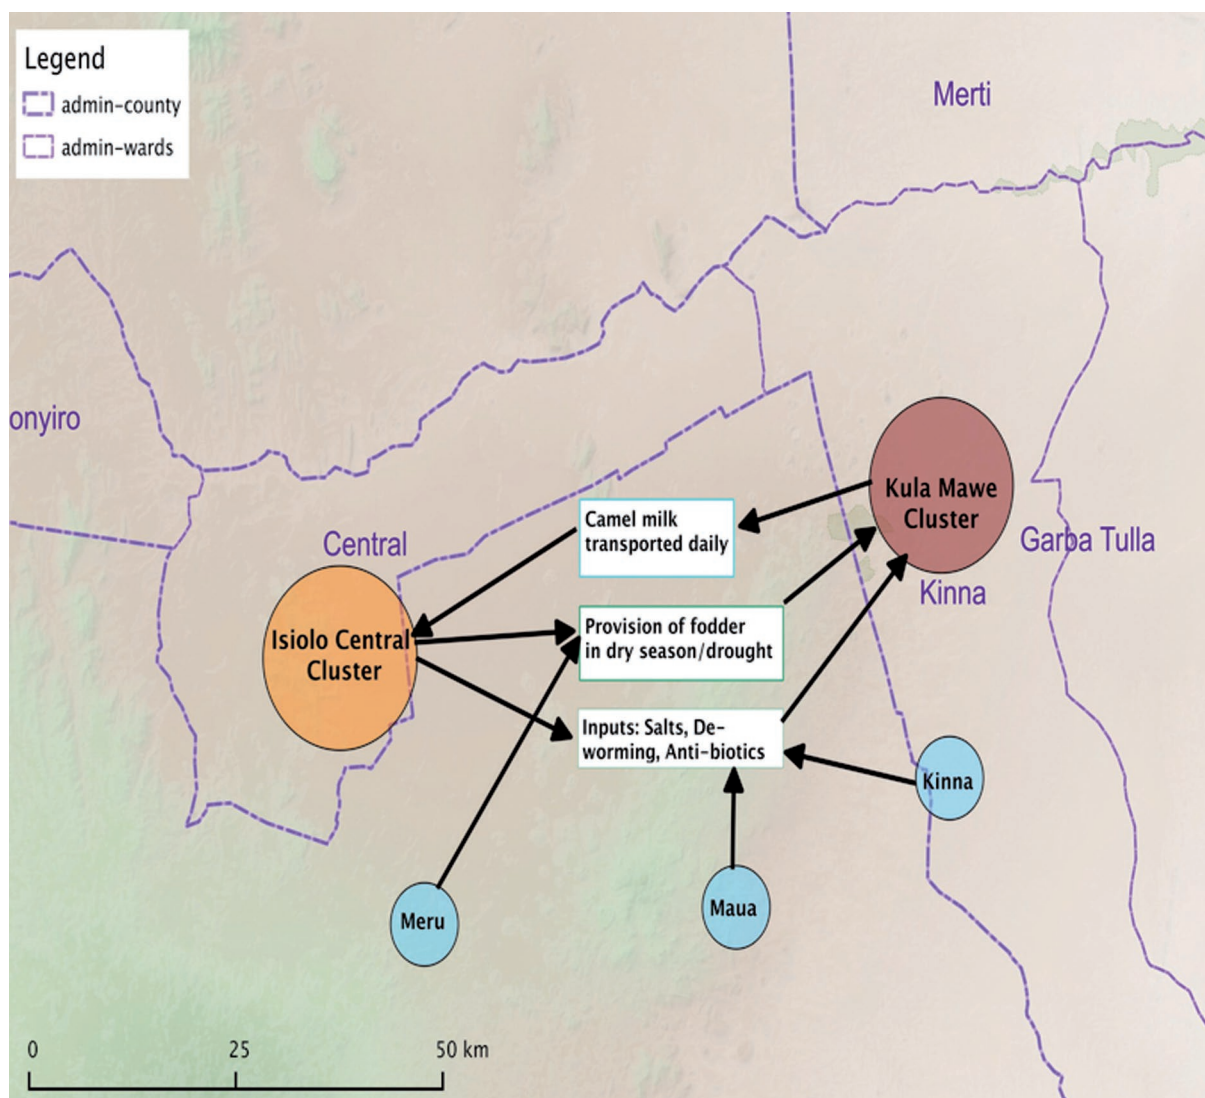 Legend
admin-county
admin-wards
Merti
onyiro
Central
Kula Mawe
Cluster
Garba Tulla
Kinna
Camel milk
transported daily
Isiolo Central
Cluster
Provision of fodder
in dry season/drought
Inputs: Salts, De-
worming, Anti-biotics
Kinna
Meru
Maua
0
25
50 km